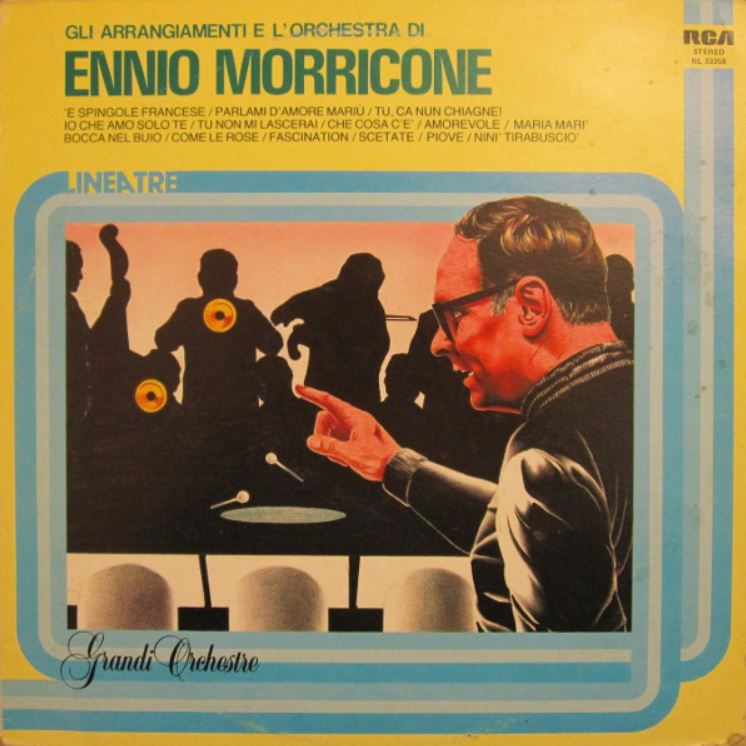 GLI ARRANGIAMENTI E L'ORCHESTRA DI
ENNIO MORRICONE
'E SPINGOLE FRANCESE / PARLAMI D'AMORE MARIÙ / TU, CA NUN CHIAGNE!
IO CHE AMO SOLO TE / TU NON MI LASCERAI / CHE COSA C'E' / AMOREVOLE / MARIA MARI'
BOCCA NEL BUIO / COME LE ROSE / FASCINATION / SCETATE / PIOVE / NINI' TIRABUSCIO'
RCA
STEREO
NL 33358
LINEATRE
Grandi Orchestre